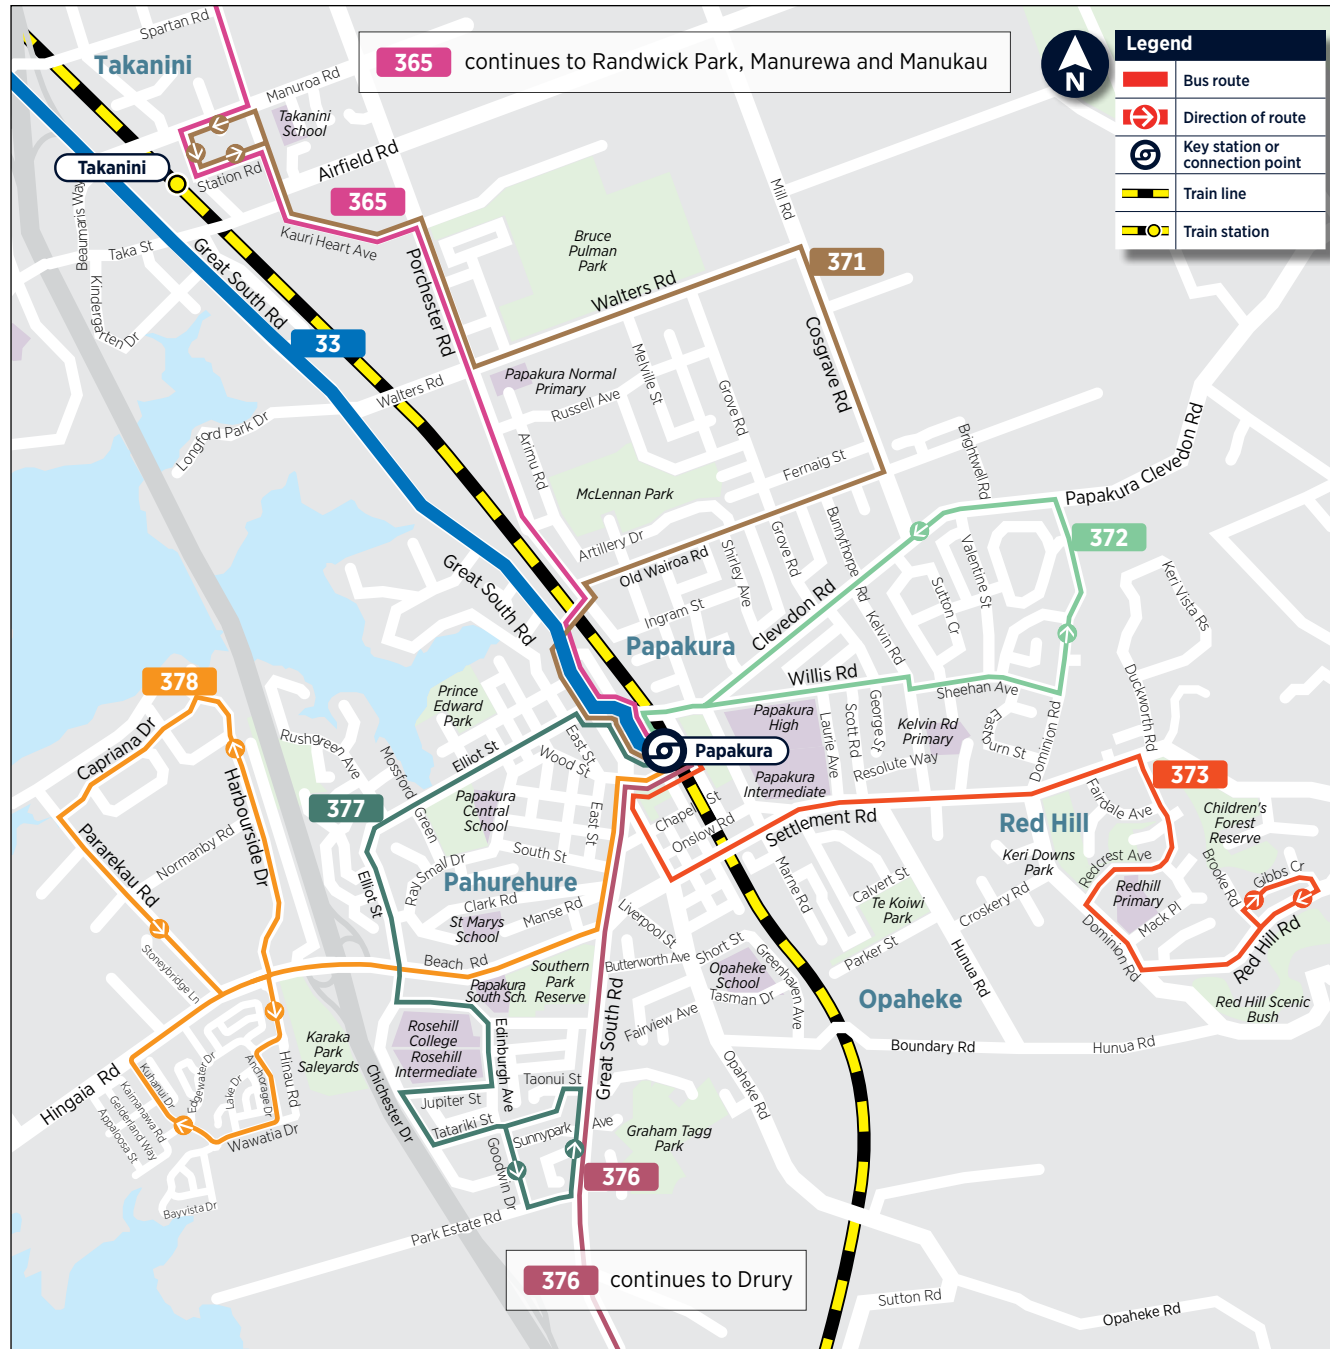 Spartan Rd
Takanini
365 continues to Randwick Park, Manurewa and Manukau
N
Legend
Bus route
Direction of route
Key station or
connection point
Train line
Train station
Manuroa Rd
Takanini
School
Airfield Rd
Takanini
Station Rd
365
Mill Rd
Beaumaris Way
Taka St
Kauri Heart Ave
Great South Rd
Kindergarten Dr
Porchester Rd
Bruce
Pulman
Park
Walters Rd
371
33
Cosgrave Rd
Papakura Normal
Primary
Melville St
Walters Rd
Russell Ave
Grove Rd
Longford Park Dr
Arimu Rd
Fernaig St
Brightwell Rd
Papakura Clevedon Rd
McLennan Park
Artillery Dr
Old Wairoa Rd
Shirley Ave
Grove Rd
Bunnythorpe Rd
372
Great South Rd
Ingram St
Clevedon Rd
Kelvin Rd
Sutton Cr
Valentine St
Keri Vista Rs
Papakura
Willis Rd
Sheehan Ave
378
Prince
Edward
Park
Capriana Dr
Rushgreen Ave
Mossford Green
Elliot St
East St
Wood St
Papakura
Papakura
High
Laurie Ave
Scott Rd
George St
Kelvin Rd
Primary
Eastburn St
Dominion Rd
Duckworth Rd
Resolute Way
Papakura
Intermediate
373
Harbourside Dr
377
Papakura
Central
School
East St
Chapel St
Onslow Rd
Settlement Rd
Red Hill
Fairdale Ave
Children's
Forest
Reserve
Pararekau Rd
Normanby Rd
South St
Ray Small Dr
Pahurehure
Keri Downs
Park
Redcrest Ave
Brooke Rd
Gibbs Cr
Elliot St
Clark Rd
St Marys
School
Manse Rd
Marne Rd
Calvert St
Te Koiwi
Park
Croskery Rd
Redhill
Primary
Mack Pl
Dominion Rd
Red Hill Rd
Liverpool St
Short St
Parker St
Hunua Rd
Stoneybridge Ln
Beach Rd
Butterworth Ave
Opaheke
School
Greenhaven Ave
Southern
Park
Reserve
Papakura
South Sch.
Tasman Dr
Opaheke
Red Hill Scenic
Bush
Fairview Ave
Great South Rd
Boundary Rd
Hunua Rd
Rosehill
College
Rosehill
Intermediate
Edinburgh Ave
Karaka
Park
Saleyards
Hingaia Rd
Kuhanui Dr
Edgewater Dr
Lake Dr
Anchorage Dr
Hinau Rd
Chichester Dr
Taonui St
Opaheke Rd
Kaimanawa Rd
Gelderland Way
Appaloosa St
Jupiter St
Tatariki St
Sunnypark Ave
Wawatia Dr
Goodwin Dr
Graham Tagg
Park
376
Bayvista Dr
Park Estate Rd
376 continues to Drury
Sutton Rd
Opaheke Rd